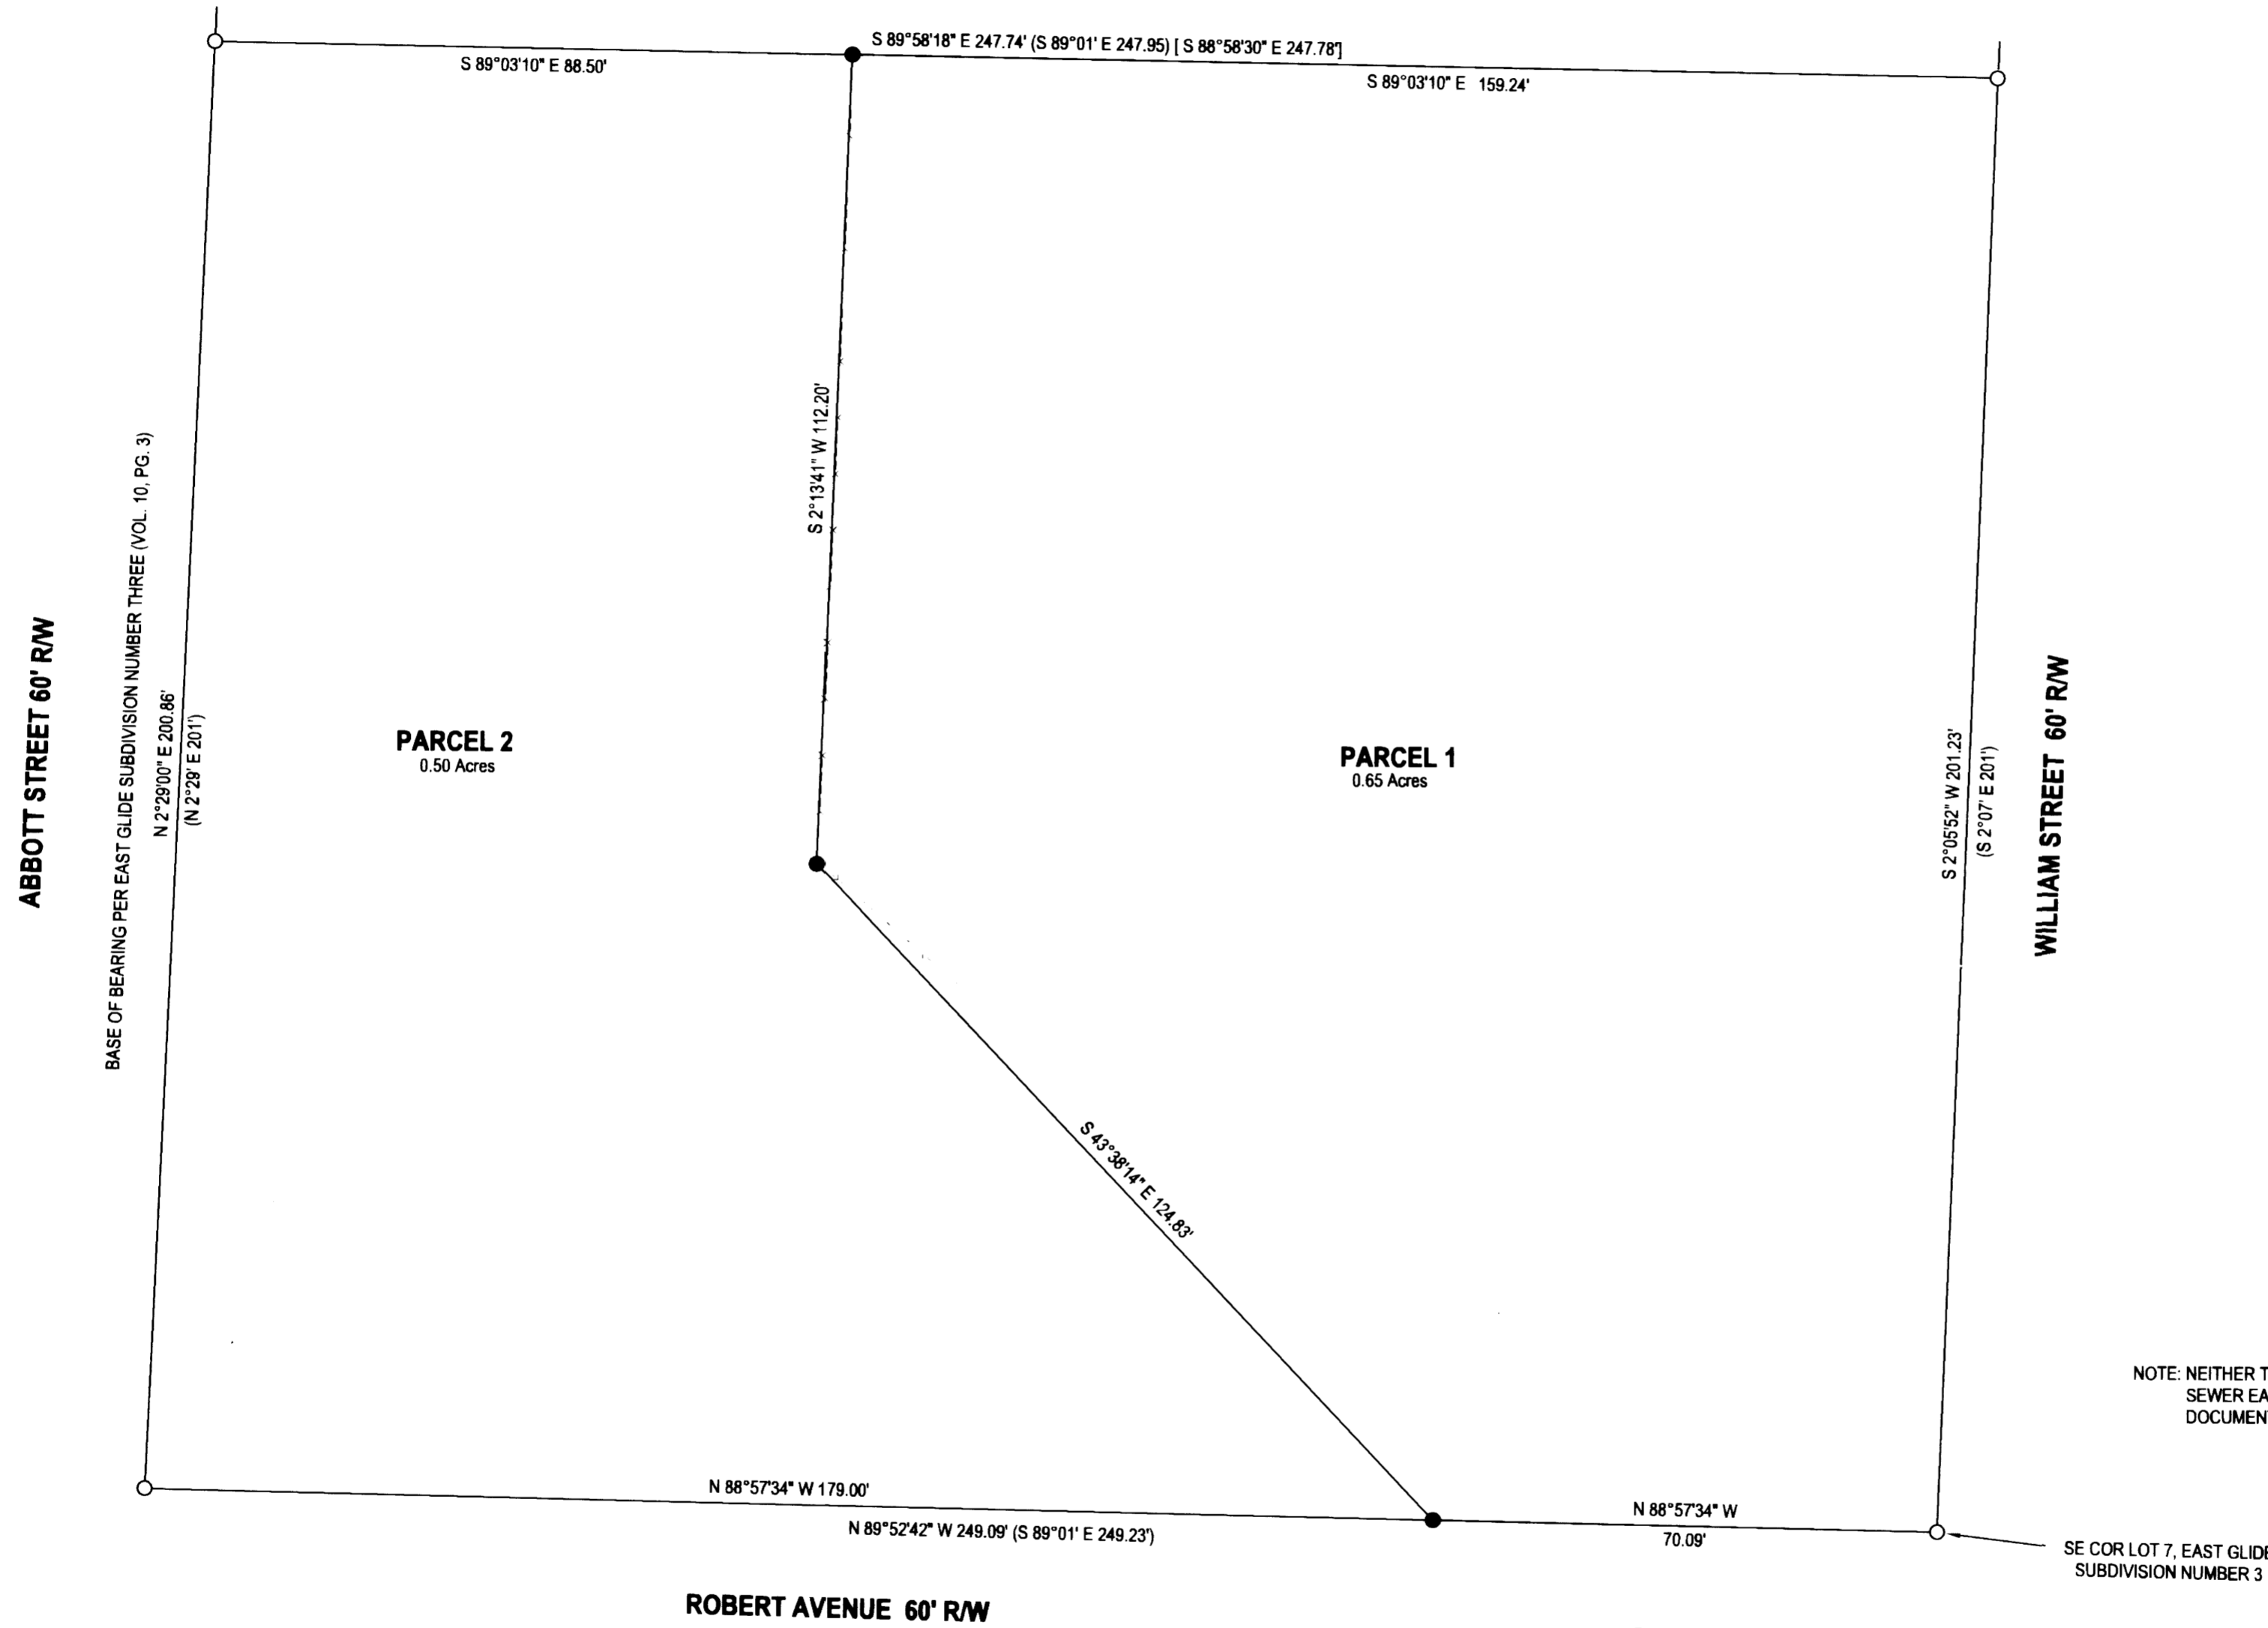 S 89°58'18" E 247.74' (S 89°01' E 247.95) [ S 88°58'30" E 247.78']
S 89°03'10" E 88.50'
S 89°03'10" E 159.24'
S 2°13'41" W 112.20'
ABBOTT STREET 60' R/W
BASE OF BEARING PER EAST GLIDE SUBDIVISION NUMBER THREE (VOL. 10, PG. 3)
N 2°29'00" E 200.86'
(N 2°29' E 201')
PARCEL 2
0.50 Acres
PARCEL 1
0.65 Acres
S 2°05'52" W 201.23'
(S 2°07' E 201')
WILLIAM STREET 60' R/W
S 43°38'14" E 124.83'
NOTE: NEITHER T
SEWER EA
DOCUMEN
N 88°57'34" W 179.00'
N 89°52'42" W 249.09' (S 89°01' E 249.23')
N 88°57'34" W
70.09'
SE COR LOT 7, EAST GLIDE
SUBDIVISION NUMBER 3
ROBERT AVENUE 60' R/W